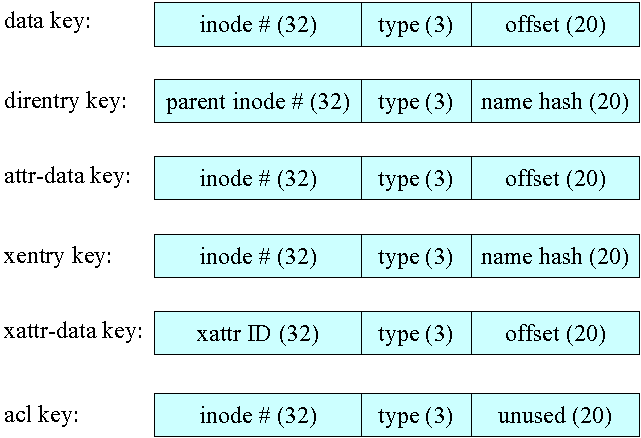 data key: inode # (32) type (3) offset (20)
direntry key: parent inode # (32) type (3) name hash (20)
attr-data key: inode # (32) type (3) offset (20)
xentry key: inode # (32) type (3) name hash (20)
xattr-data key: xattr ID (32) type (3) offset (20)
acl key: inode # (32) type (3) unused (20)